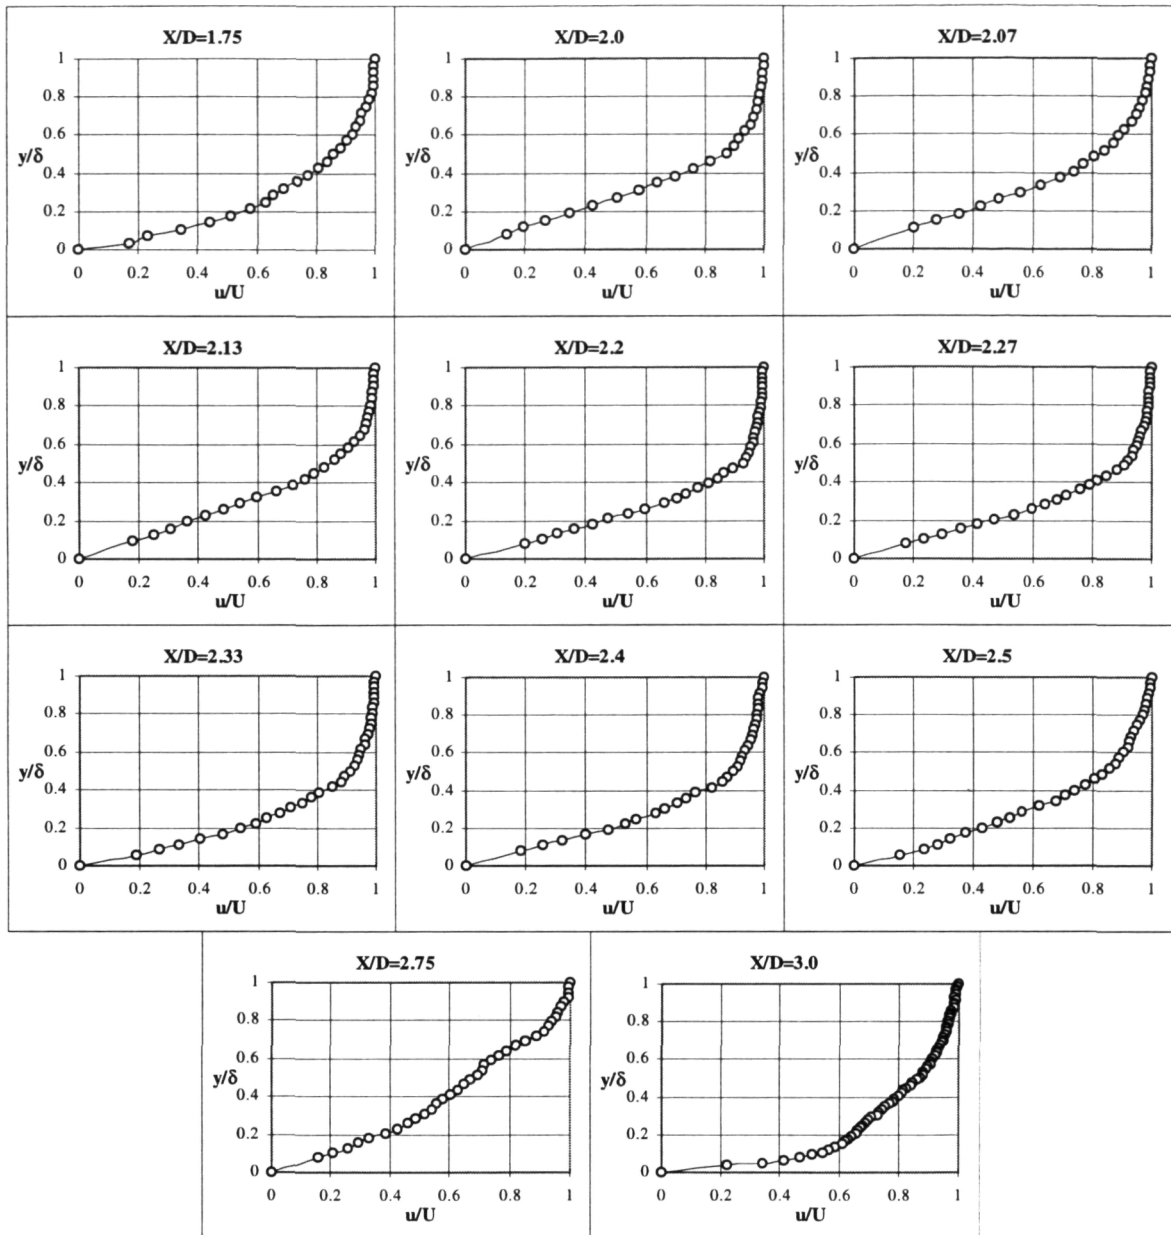 X/D=1.75 X/D=2.0 X/D=2.07
1 1 1
0.8 0.8 0.8
0.6 0.6 0.6
y/δ y/δ y/δ
0.4 0.4 0.4
0.2 0.2 0.2
0 0 0
0 0.2 0.4 0.6 0.8 1 0 0.2 0.4 0.6 0.8 1 0 0.2 0.4 0.6 0.8 1
u/U u/U u/U
X/D=2.13 X/D=2.2 X/D=2.27
1 1 1
0.8 0.8 0.8
0.6 0.6 0.6
y/δ y/δ y/δ
0.4 0.4 0.4
0.2 0.2 0.2
0 0 0
0 0.2 0.4 0.6 0.8 1 0 0.2 0.4 0.6 0.8 1 0 0.2 0.4 0.6 0.8 1
u/U u/U u/U
X/D=2.33 X/D=2.4 X/D=2.5
1 1 1
0.8 0.8 0.8
0.6 0.6 0.6
y/δ y/δ y/δ
0.4 0.4 0.4
0.2 0.2 0.2
0 0 0
0 0.2 0.4 0.6 0.8 1 0 0.2 0.4 0.6 0.8 1 0 0.2 0.4 0.6 0.8 1
u/U u/U u/U
X/D=2.75 X/D=3.0
1 1
0.8 0.8
0.6 0.6
y/δ y/δ
0.4 0.4
0.2 0.2
0 0
0 0.2 0.4 0.6 0.8 1 0 0.2 0.4 0.6 0.8 1
u/U u/U